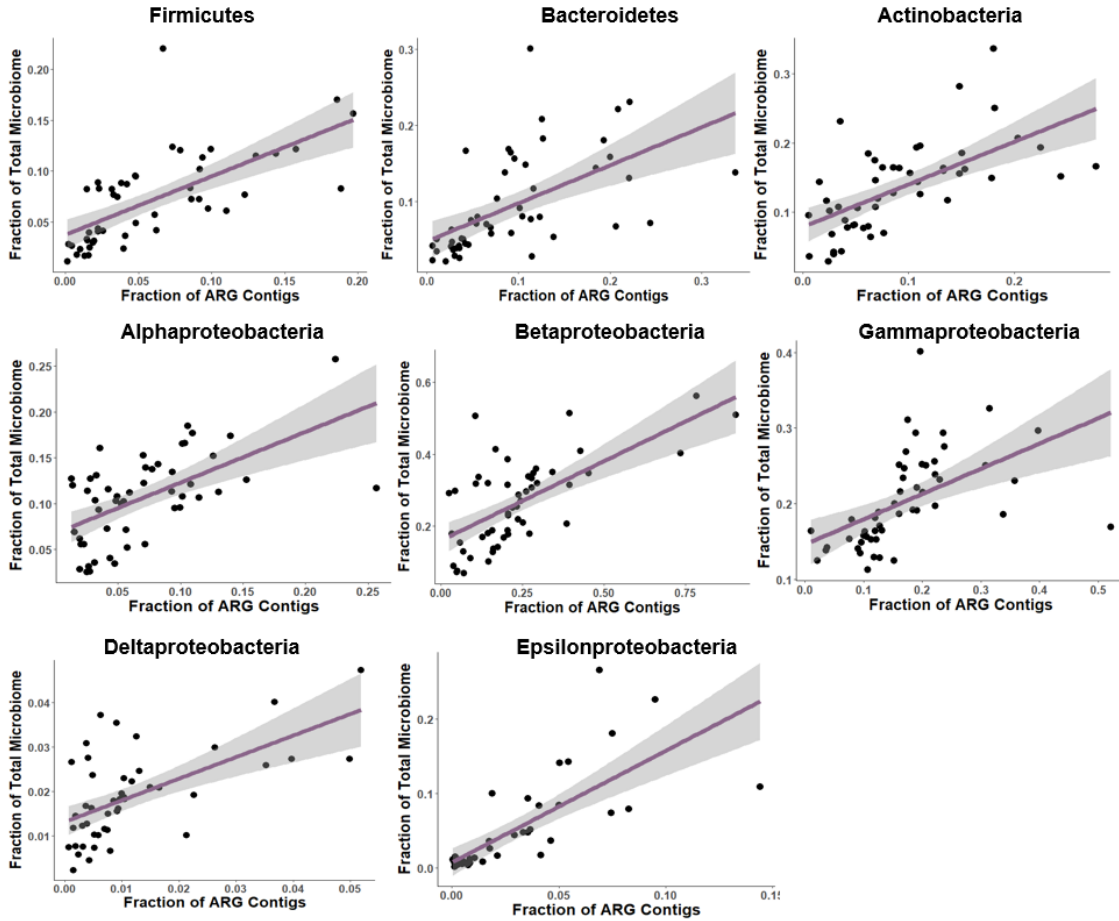 Firmicutes
Bacteroidetes
Actinobacteria
Fraction of Total Microbiome
0.20
0.15
0.10
0.05
0.00 0.05 0.10 0.15 0.20
Fraction of ARG Contigs
Fraction of Total Microbiome
0.3
0.2
0.1
0.0 0.1 0.2 0.3
Fraction of ARG Contigs
Fraction of Total Microbiome
0.3
0.2
0.1
0.0 0.1 0.2
Fraction of ARG Contigs
Alphaproteobacteria
Betaproteobacteria
Gammaproteobacteria
Fraction of Total Microbiome
0.25
0.20
0.15
0.10
0.05
0.05 0.10 0.15 0.20 0.25
Fraction of ARG Contigs
Fraction of Total Microbiome
0.6
0.4
0.2
0.00 0.25 0.50 0.75
Fraction of ARG Contigs
Fraction of Total Microbiome
0.4
0.3
0.2
0.1
0.0 0.1 0.2 0.3 0.4 0.5
Fraction of ARG Contigs
Deltaproteobacteria
Epsilonproteobacteria
Fraction of Total Microbiome
0.04
0.03
0.02
0.01
0.00 0.01 0.02 0.03 0.04 0.05
Fraction of ARG Contigs
Fraction of Total Microbiome
0.2
0.1
0.0
0.00 0.05 0.10 0.15
Fraction of ARG Contigs